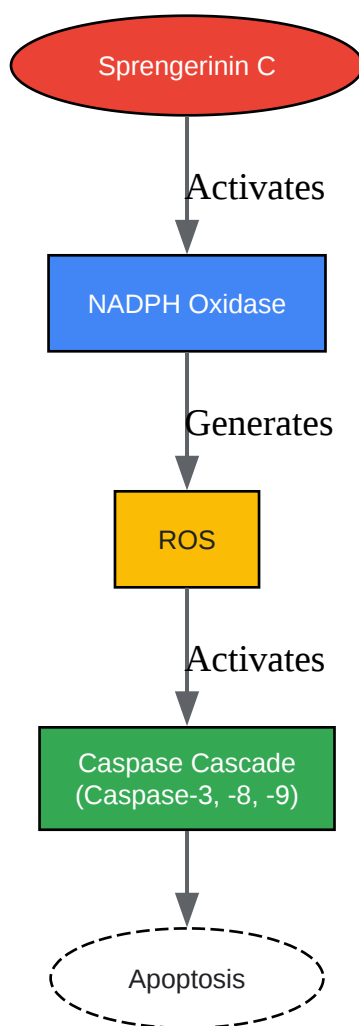 Sprengerinin C
Activates
NADPH Oxidase
Generates
ROS
Activates
Caspase Cascade
(Caspase-3, -8, -9)
Apoptosis